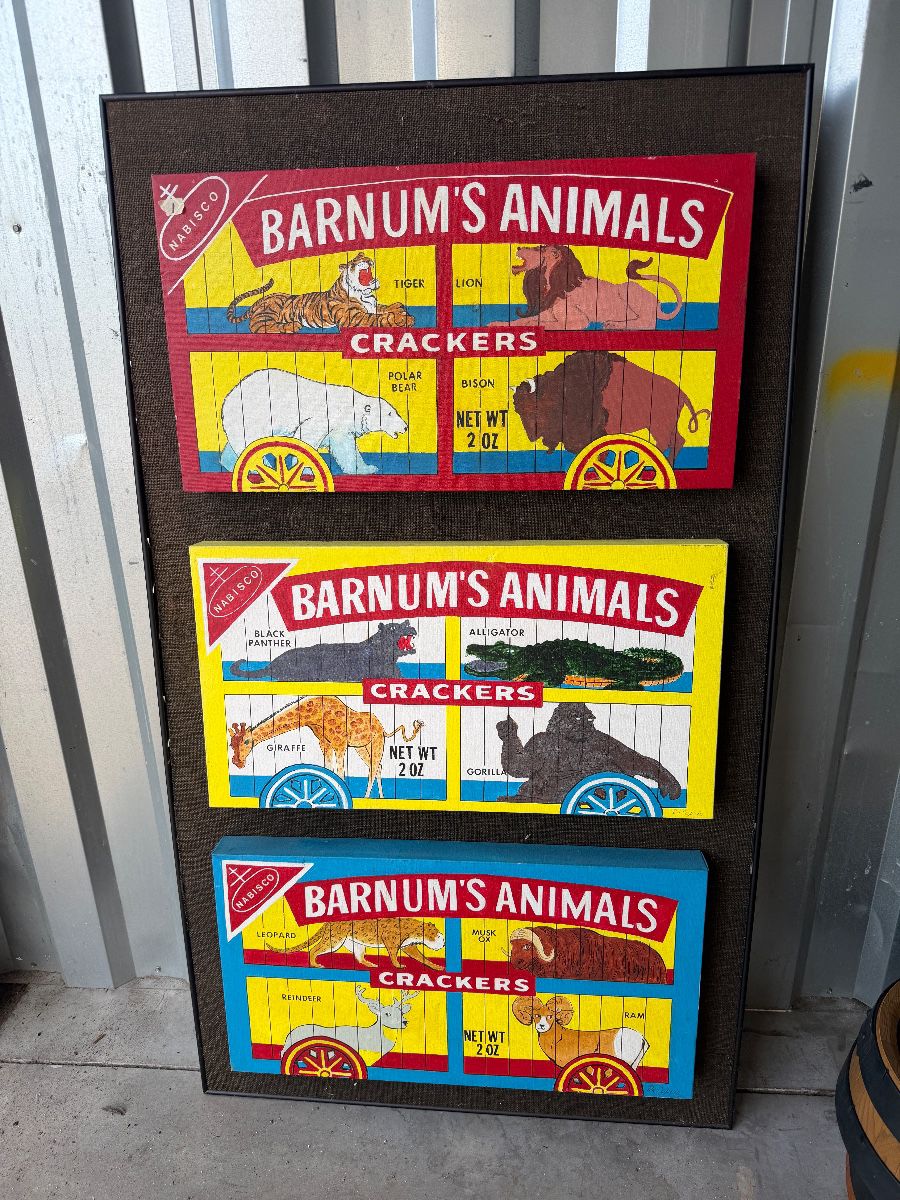 NABISCO
BARNUM'S ANIMALS
TIGER
LION
CRACKERS
POLAR
BEAR
BISON
NET WT
2 OZ
NABISCO
BARNUM'S ANIMALS
BLACK
PANTHER
ALLIGATOR
CRACKERS
GIRAFFE
NET WT
2 OZ
GORILLA
NABISCO
BARNUM'S ANIMALS
LEOPARD
MUSK
OX
CRACKERS
REINDEER
NET WT
2 OZ
RAM